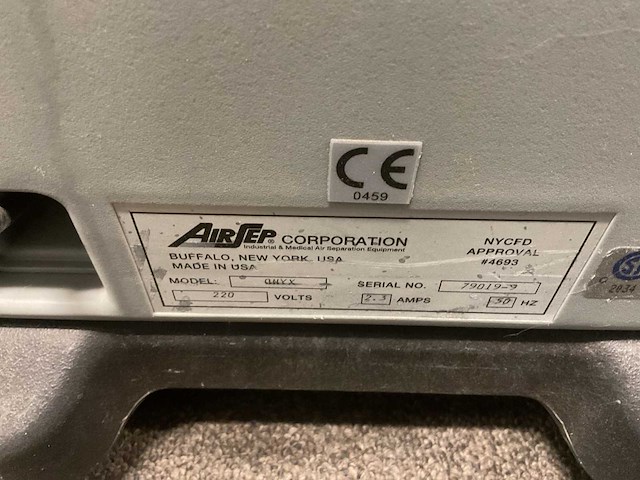 CE
0459
AIRSEP CORPORATION
Industrial & Medical Air Separation Equipment
BUFFALO, NEW YORK, USA
MADE IN USA
NYCFD
APPROVAL
#4693
MODEL: ONYX
SERIAL NO. 79019-9
220 VOLTS 2.3 AMPS 50 HZ
2034